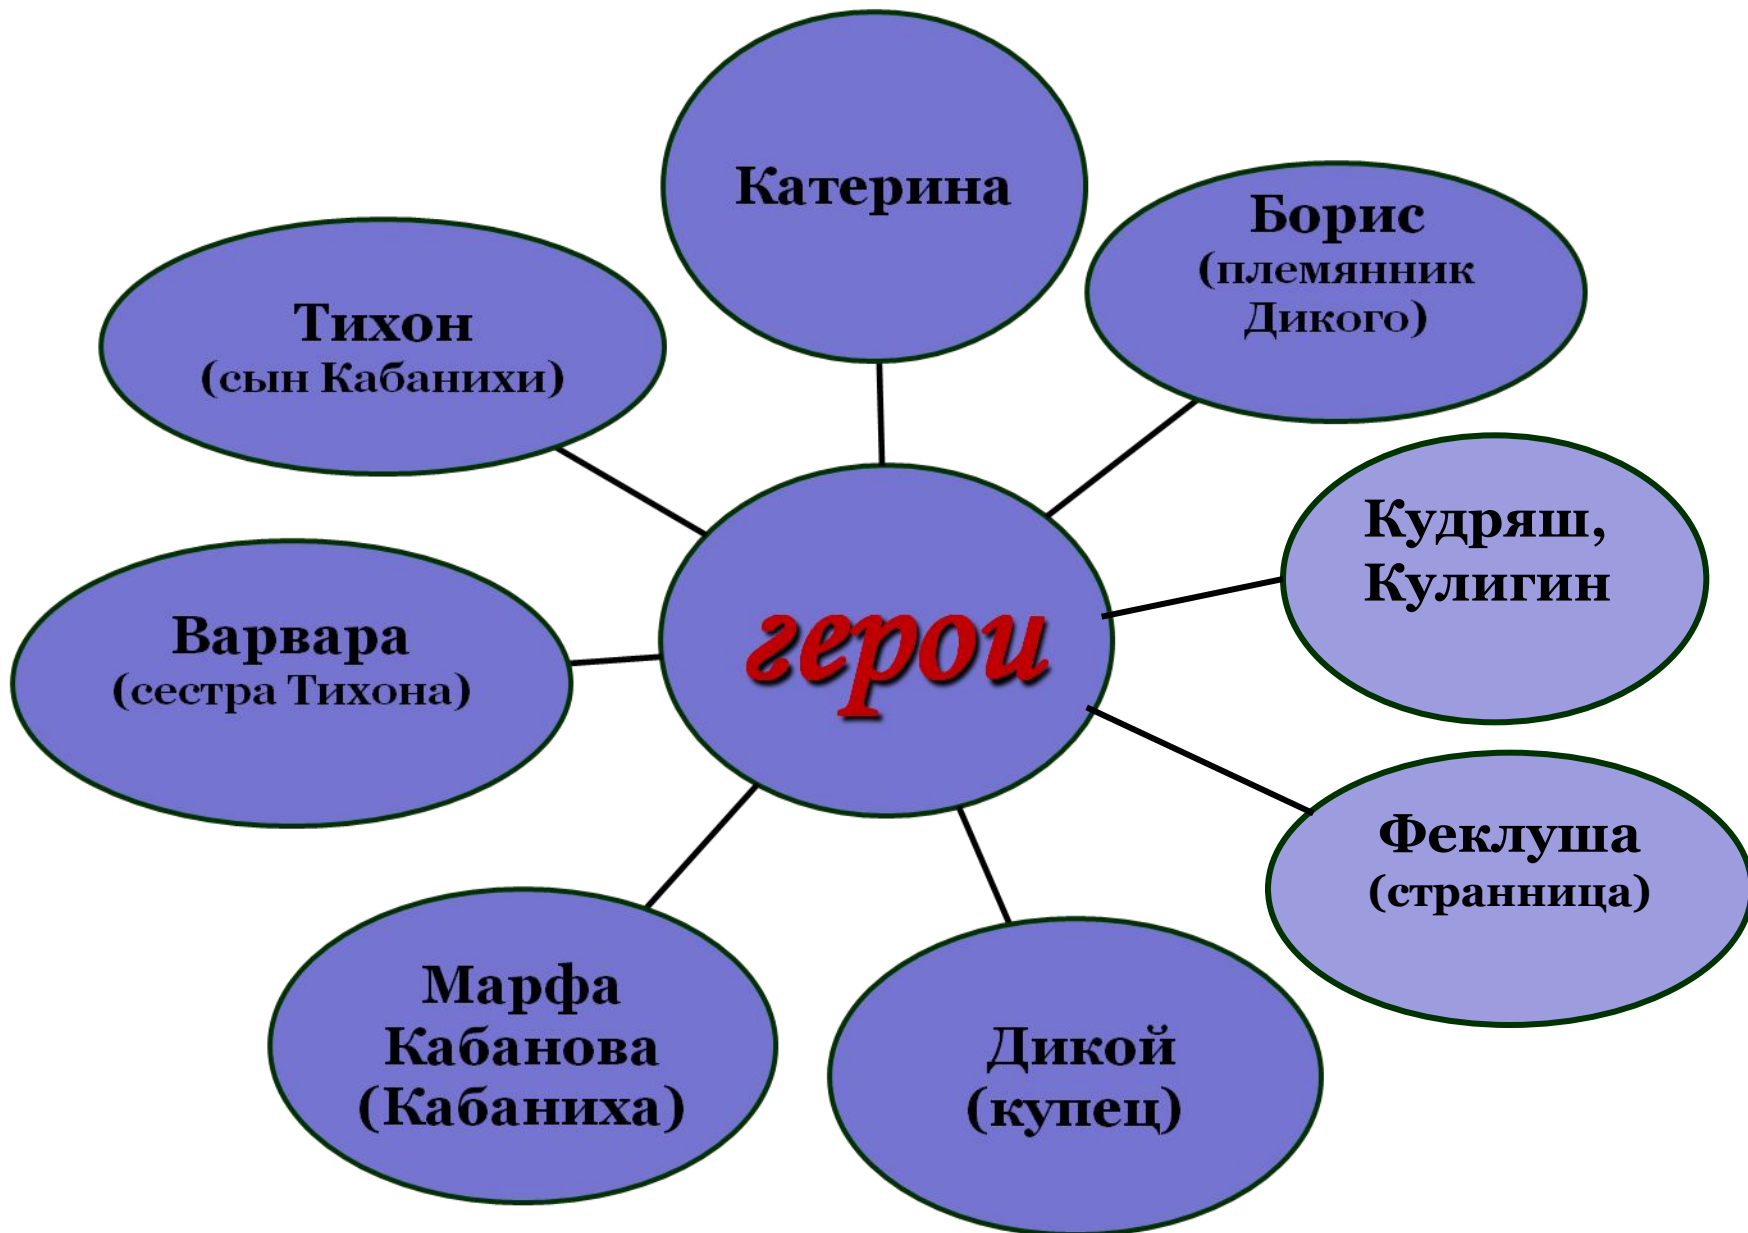 Катерина
Борис
(племянник
Дикого)
Тихон
(сын Кабанихи)
Кудряш,
Кулигин
герои
Варвара
(сестра Тихона)
Феклуша
(странница)
Марфа
Кабанова
(Кабаниха)
Дикой
(купец)